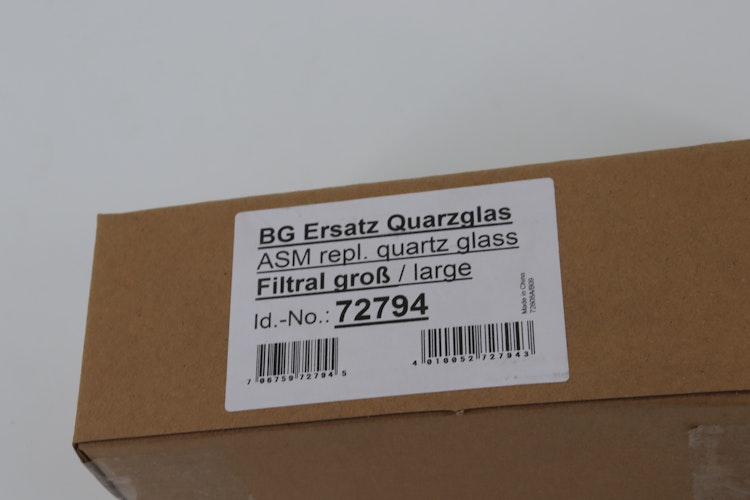 BG Ersatz Quarzglas
ASM repl. quartz glass
Filtral groß / large
Id.-No.: 72794
Made in China
7 06759 72794 5
4 010052 727943